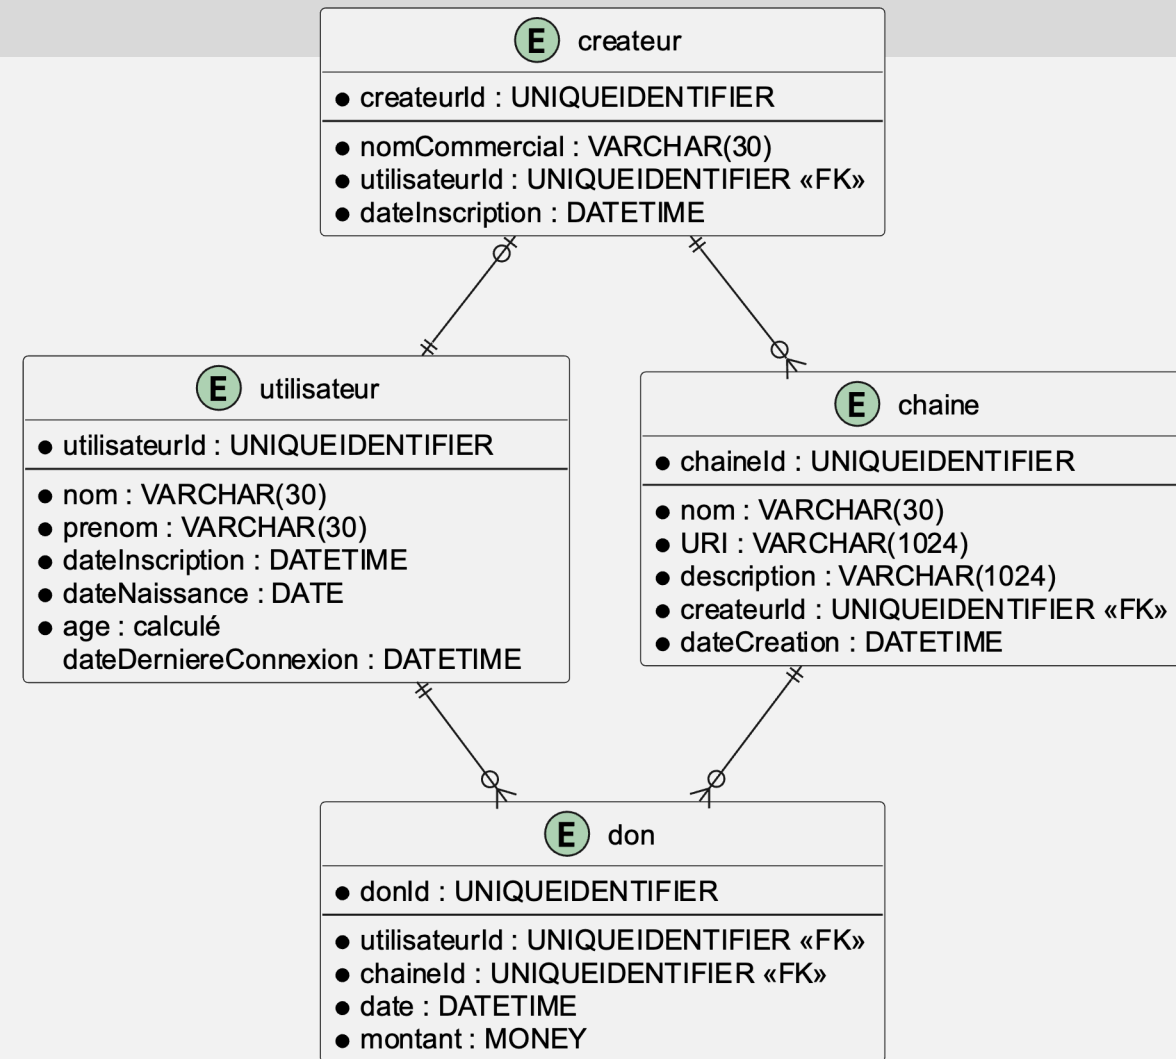 E createur
● createurId : UNIQUEIDENTIFIER
● nomCommercial : VARCHAR(30)
● utilisateurId : UNIQUEIDENTIFIER «FK»
● dateInscription : DATETIME
E utilisateur
● utilisateurId : UNIQUEIDENTIFIER
● nom : VARCHAR(30)
● prenom : VARCHAR(30)
● dateInscription : DATETIME
● dateNaissance : DATE
● age : calculé
dateDerniereConnexion : DATETIME
E chaine
● chaineId : UNIQUEIDENTIFIER
● nom : VARCHAR(30)
● URI : VARCHAR(1024)
● description : VARCHAR(1024)
● createurId : UNIQUEIDENTIFIER «FK»
● dateCreation : DATETIME
E don
● donId : UNIQUEIDENTIFIER
● utilisateurId : UNIQUEIDENTIFIER «FK»
● chaineId : UNIQUEIDENTIFIER «FK»
● date : DATETIME
● montant : MONEY